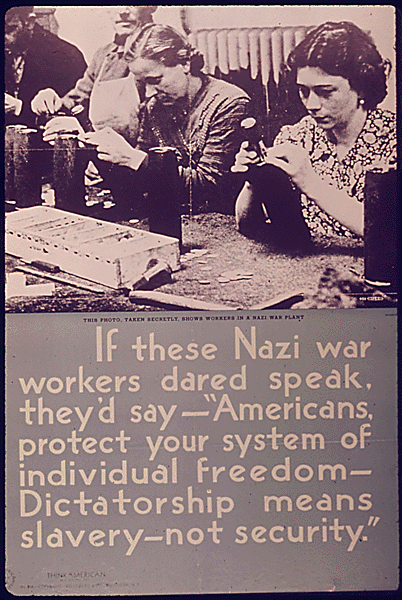 THIS PHOTO, TAKEN SECRETLY, SHOWS WORKERS IN A NAZI WAR PLANT
If these Nazi war
workers dared speak,
they'd say—"Americans,
protect your system of
individual freedom—
Dictatorship means
slavery—not security."
THINK AMERICAN